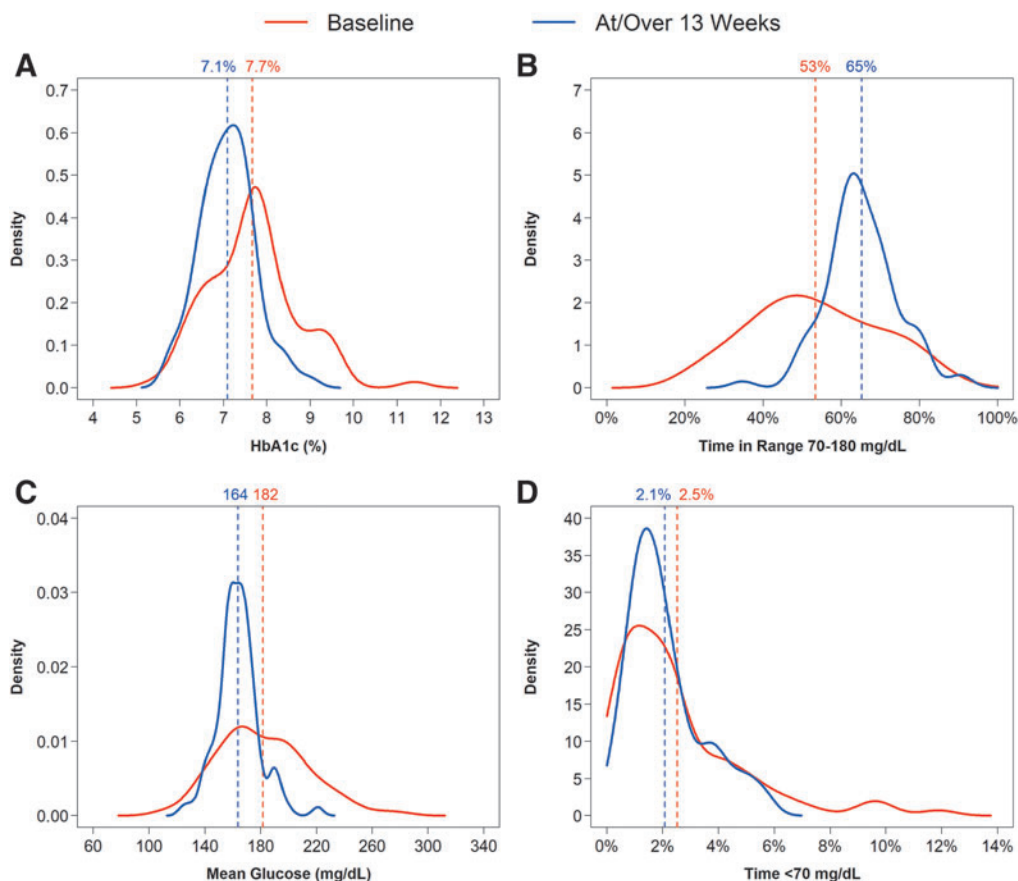 Baseline At/Over 13 Weeks
A
7.1% 7.7%
0.7
0.6
0.5
0.4
0.3
0.2
0.1
0.0
Density
4 5 6 7 8 9 10 11 12 13
HbA1c (%)
B
53% 65%
7
6
5
4
3
2
1
0
Density
0% 20% 40% 60% 80% 100%
Time in Range 70-180 mg/dL
C
164 182
0.04
0.03
0.02
0.01
0.00
Density
60 100 140 180 220 260 300 340
Mean Glucose (mg/dL)
D
2.1% 2.5%
40
35
30
25
20
15
10
5
0
Density
0% 2% 4% 6% 8% 10% 12% 14%
Time <70 mg/dL